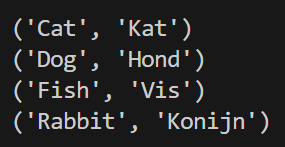 ('Cat', 'Kat')
('Dog', 'Hond')
('Fish', 'Vis')
('Rabbit', 'Konijn')